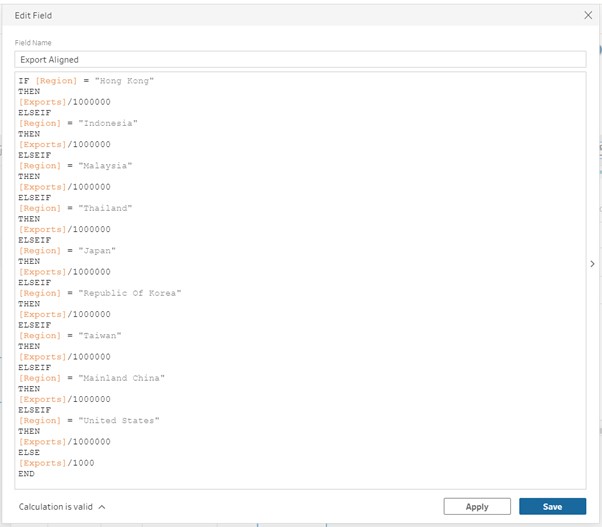 Edit Field
Field Name
Export Aligned
IF [Region] = "Hong Kong"
THEN
[Exports]/1000000
ELSEIF
[Region] = "Indonesia"
THEN
[Exports]/1000000
ELSEIF
[Region] = "Malaysia"
THEN
[Exports]/1000000
ELSEIF
[Region] = "Thailand"
THEN
[Exports]/1000000
ELSEIF
[Region] = "Japan"
THEN
[Exports]/1000000
ELSEIF
[Region] = "Republic Of Korea"
THEN
[Exports]/1000000
ELSEIF
[Region] = "Taiwan"
THEN
[Exports]/1000000
ELSEIF
[Region] = "Mainland China"
THEN
[Exports]/1000000
ELSEIF
[Region] = "United States"
THEN
[Exports]/1000000
ELSE
[Exports]/1000
END
Calculation is valid
Apply
Save